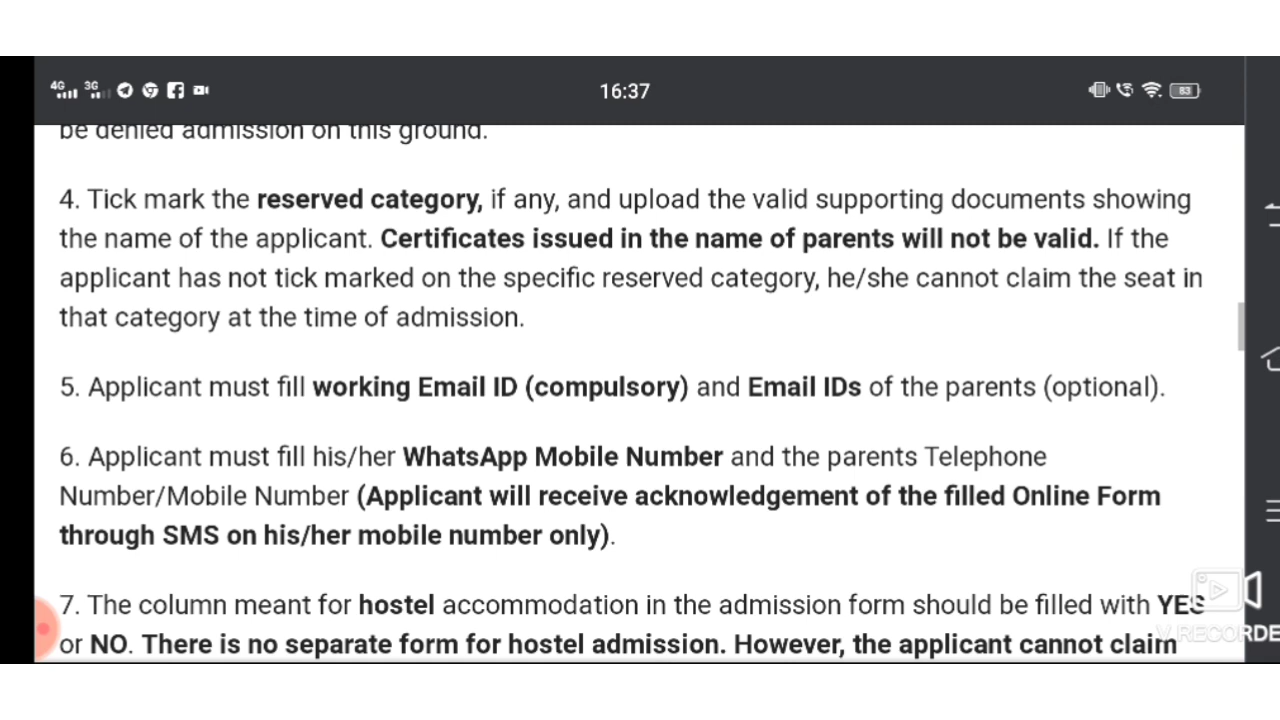 4G 3G 16:37 83
be denied admission on this ground.
4. Tick mark the reserved category, if any, and upload the valid supporting documents showing
the name of the applicant. Certificates issued in the name of parents will not be valid. If the
applicant has not tick marked on the specific reserved category, he/she cannot claim the seat in
that category at the time of admission.
5. Applicant must fill working Email ID (compulsory) and Email IDs of the parents (optional).
6. Applicant must fill his/her WhatsApp Mobile Number and the parents Telephone
Number/Mobile Number (Applicant will receive acknowledgement of the filled Online Form
through SMS on his/her mobile number only).
7. The column meant for hostel accommodation in the admission form should be filled with YES
or NO. There is no separate form for hostel admission. However, the applicant cannot claim
V RECORDE